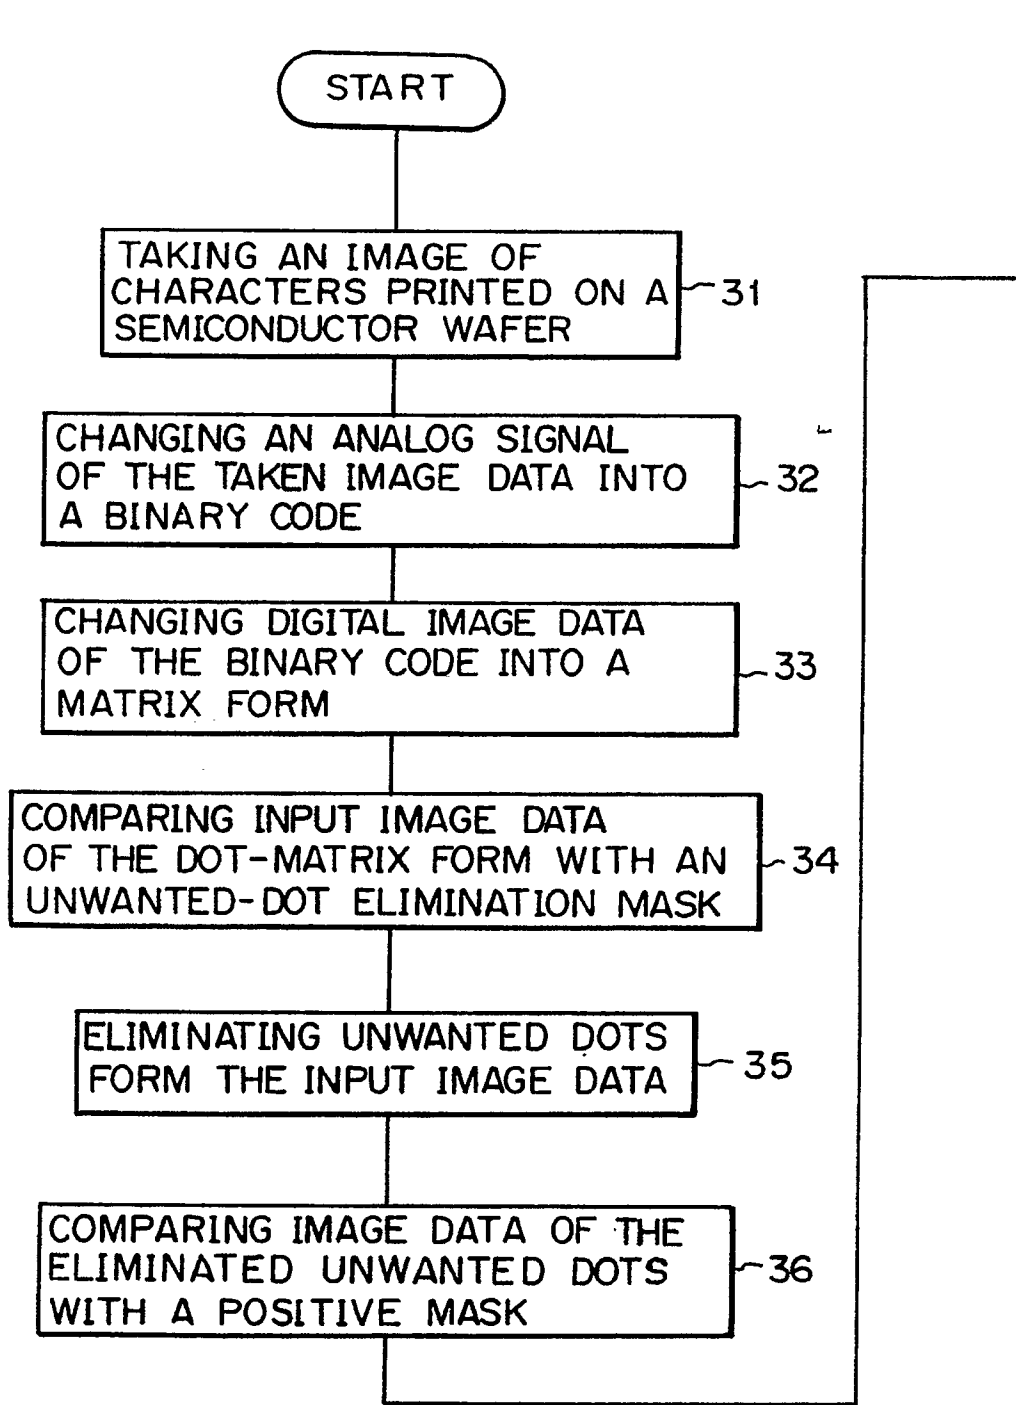 START
TAKING AN IMAGE OF
CHARACTERS PRINTED ON A
SEMICONDUCTOR WAFER
31
CHANGING AN ANALOG SIGNAL
OF THE TAKEN IMAGE DATA INTO
A BINARY CODE
32
CHANGING DIGITAL IMAGE DATA
OF THE BINARY CODE INTO A
MATRIX FORM
33
COMPARING INPUT IMAGE DATA
OF THE DOT-MATRIX FORM WITH AN
UNWANTED-DOT ELIMINATION MASK
34
ELIMINATING UNWANTED DOTS
FORM THE INPUT IMAGE DATA
35
COMPARING IMAGE DATA OF THE
ELIMINATED UNWANTED DOTS
WITH A POSITIVE MASK
36